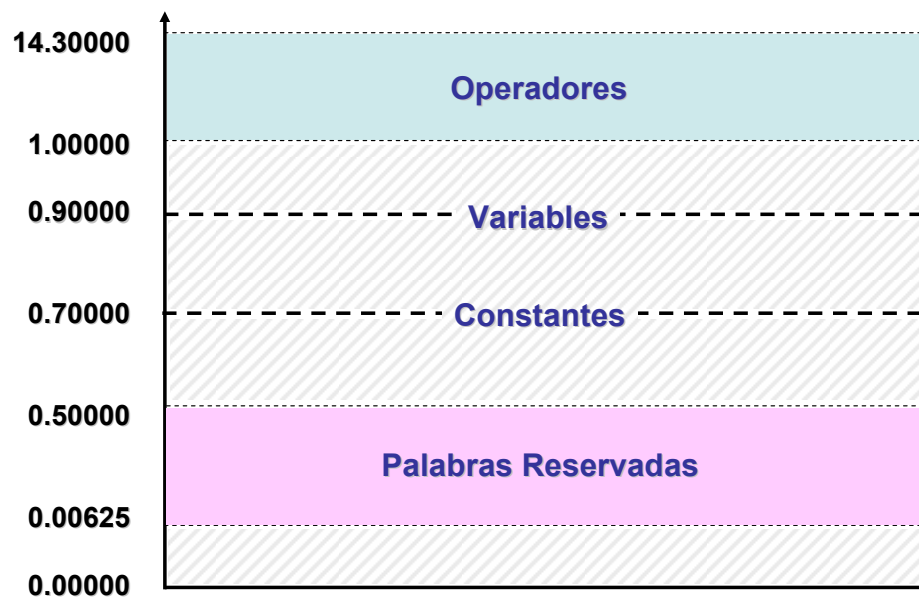 14.30000
Operadores
1.00000
0.90000
Variables
0.70000
Constantes
0.50000
Palabras Reservadas
0.00625
0.00000